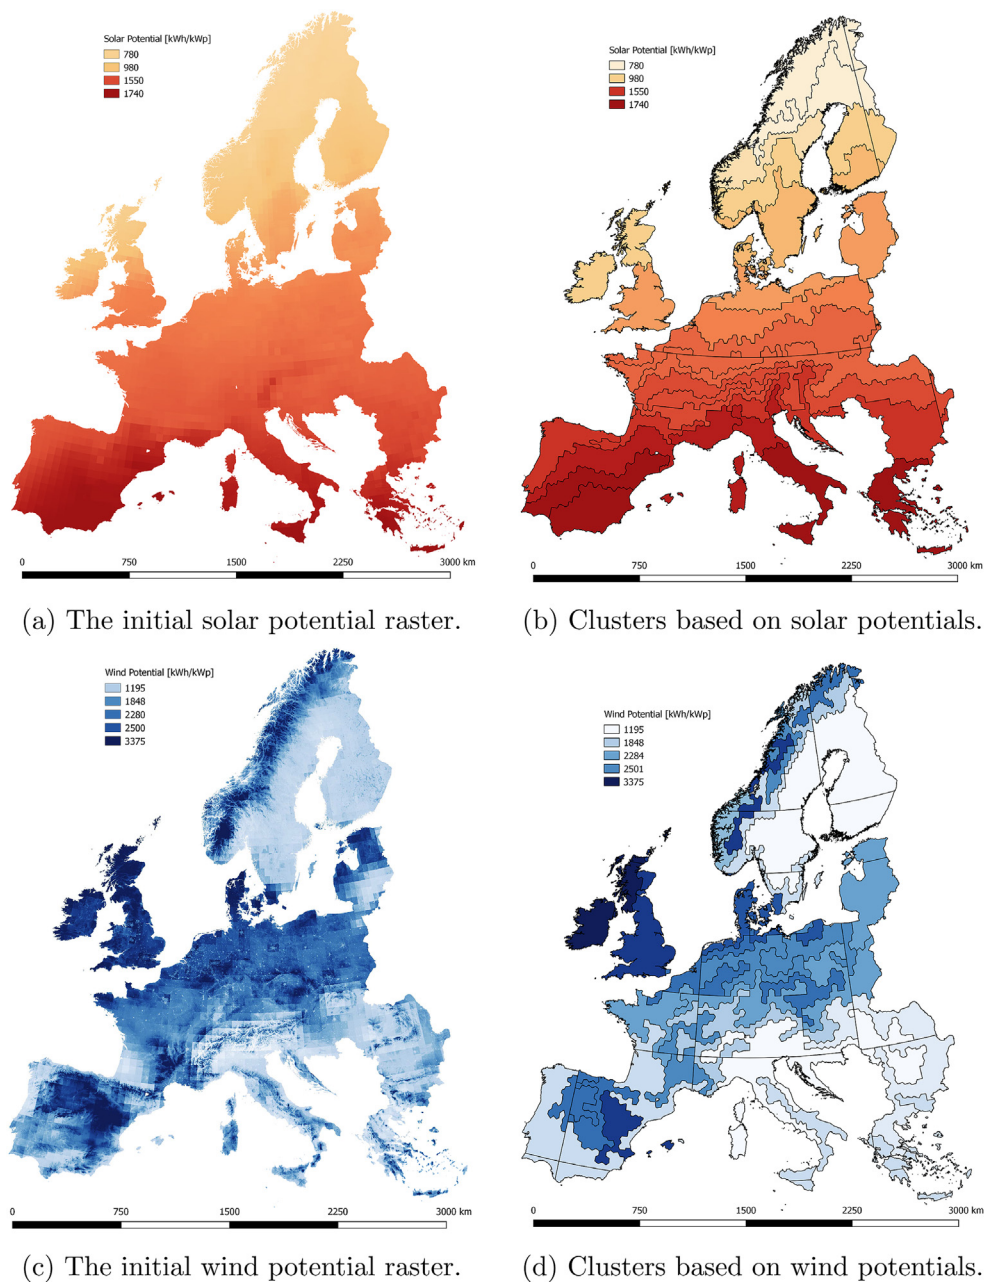 Solar Potential [kWh/kWp]
780
980
1550
1740
0 750 1500 2250 3000 km
(a) The initial solar potential raster.
Solar Potential [kWh/kWp]
780
980
1550
1740
0 750 1500 2250 3000 km
(b) Clusters based on solar potentials.
Wind Potential [kWh/kWp]
1195
1848
2280
2500
3375
0 750 1500 2250 3000 km
(c) The initial wind potential raster.
Wind Potential [kWh/kWp]
1195
1848
2284
2501
3375
0 750 1500 2250 3000 km
(d) Clusters based on wind potentials.